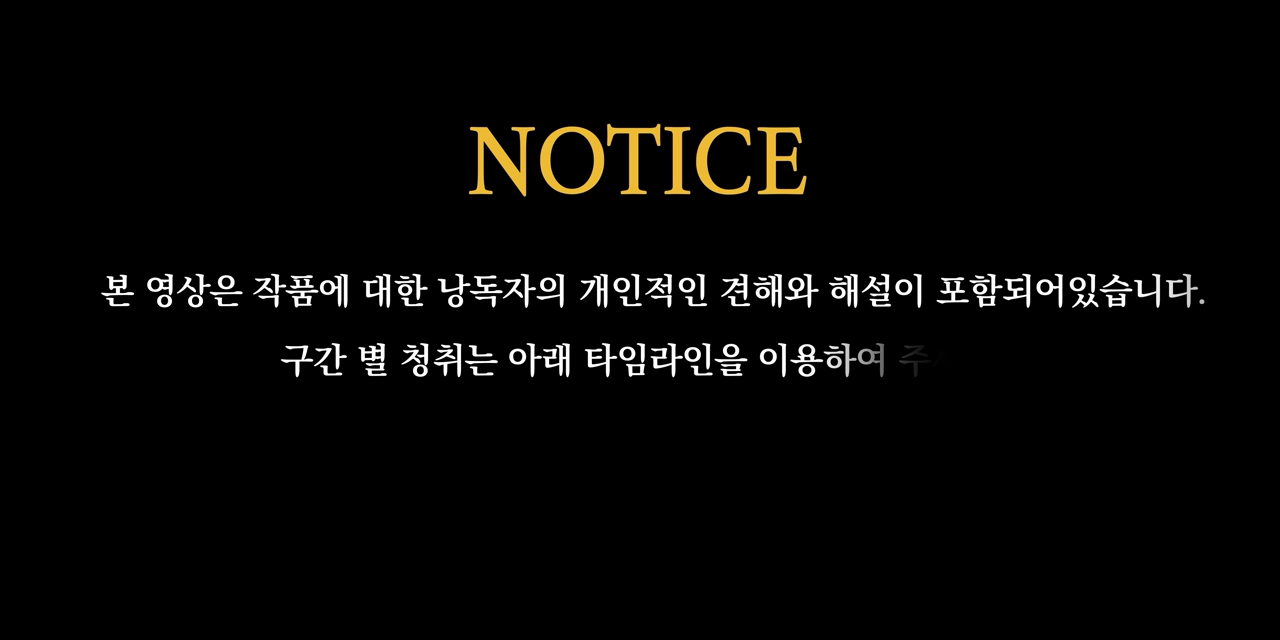 NOTICE
본 영상은 작품에 대한 낭독자의 개인적인 견해와 해설이 포함되어있습니다.
구간 별 청취는 아래 타임라인을 이용하여